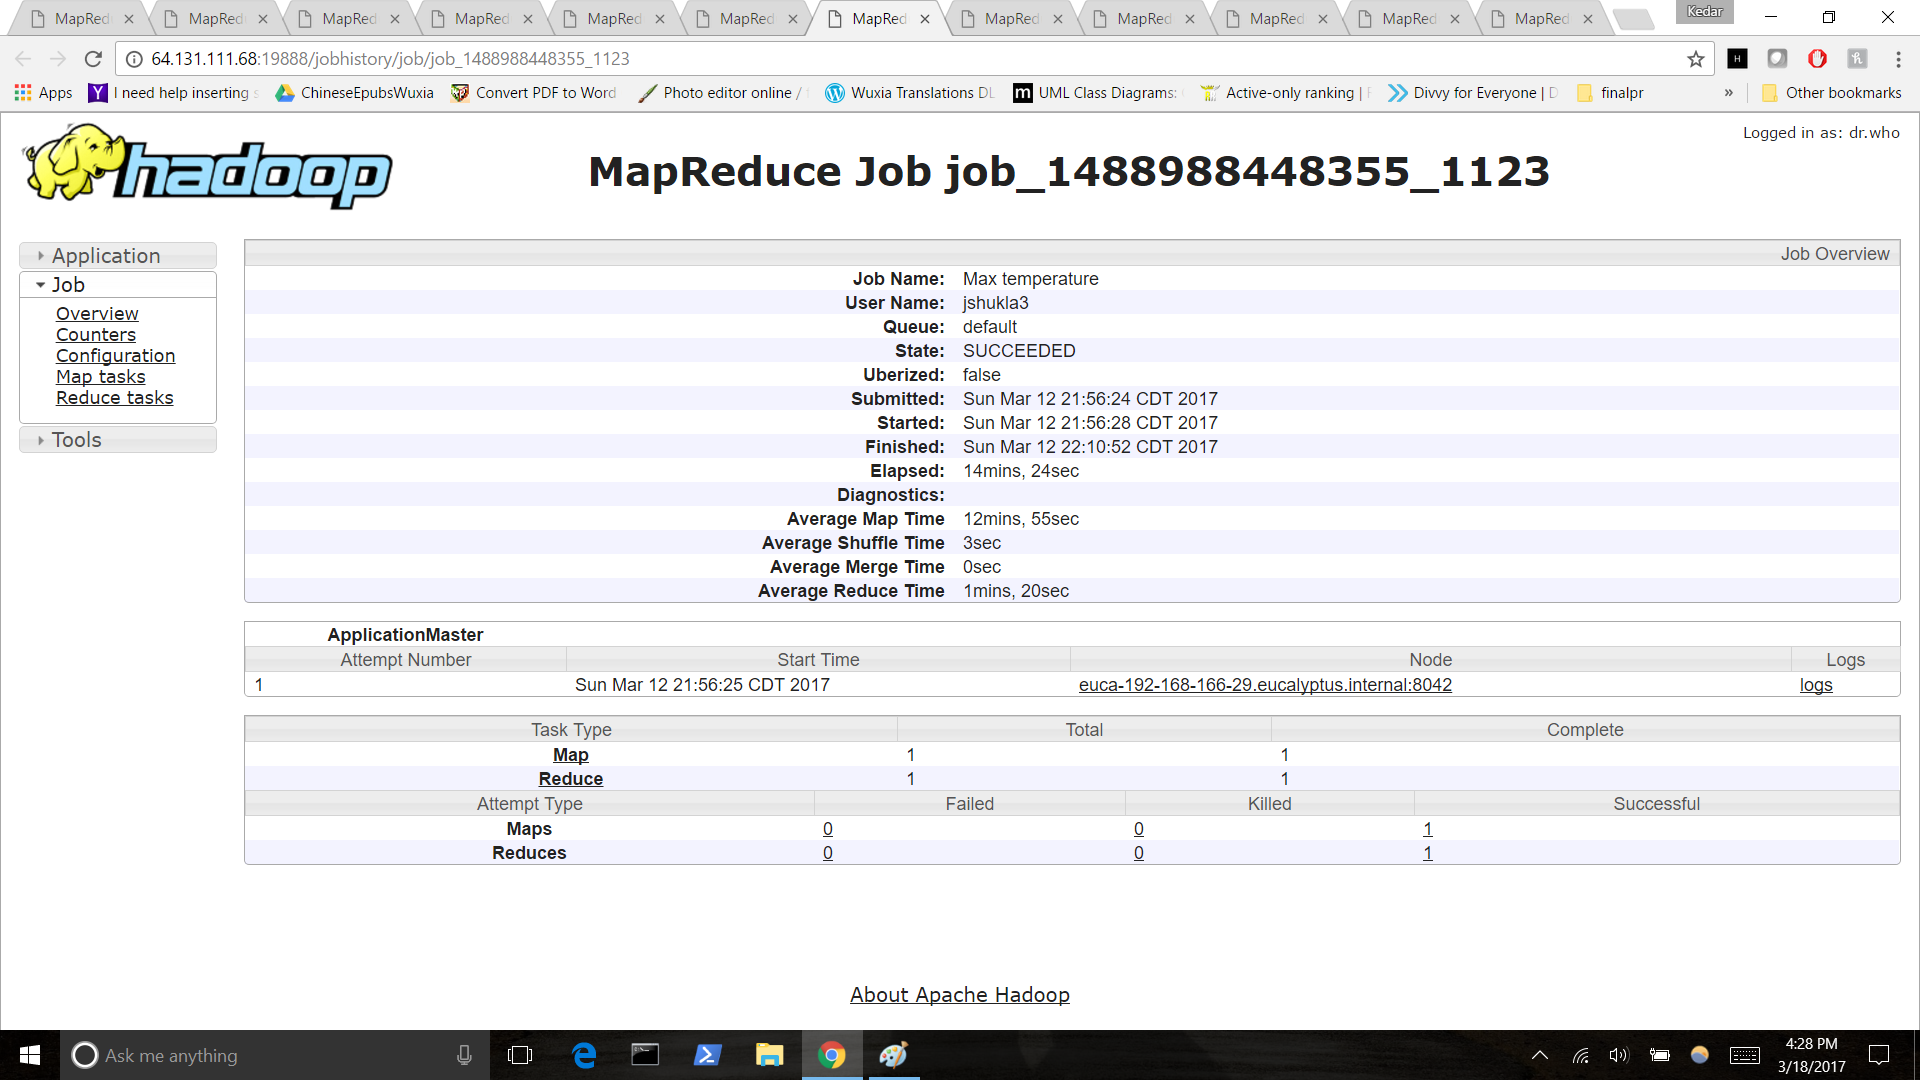 MapRed MapRed MapRed MapRed MapRed MapRed MapRed MapRed MapRed MapRed MapRed MapRed Kedar
64.131.111.68:19888/jobhistory/job/job_1488988448355_1123
Apps I need help inserting ChineseEpubsWuxia Convert PDF to Word Photo editor online / Wuxia Translations DL UML Class Diagrams: Active-only ranking | Divvy for Everyone | D finalpr » Other bookmarks
Logged in as: dr.who
hadoop
MapReduce Job job_1488988448355_1123
Application
Job
Overview
Counters
Configuration
Map tasks
Reduce tasks
Tools
Job Overview
Job Name: Max temperature
User Name: jshukla3
Queue: default
State: SUCCEEDED
Uberized: false
Submitted: Sun Mar 12 21:56:24 CDT 2017
Started: Sun Mar 12 21:56:28 CDT 2017
Finished: Sun Mar 12 22:10:52 CDT 2017
Elapsed: 14mins, 24sec
Diagnostics:
Average Map Time 12mins, 55sec
Average Shuffle Time 3sec
Average Merge Time 0sec
Average Reduce Time 1mins, 20sec
ApplicationMaster
Attempt Number Start Time Node Logs
1 Sun Mar 12 21:56:25 CDT 2017 euca-192-168-166-29.eucalyptus.internal:8042 logs
Task Type Total Complete
Map 1 1
Reduce 1 1
Attempt Type Failed Killed Successful
Maps 0 0 1
Reduces 0 0 1
About Apache Hadoop
Ask me anything
4:28 PM
3/18/2017